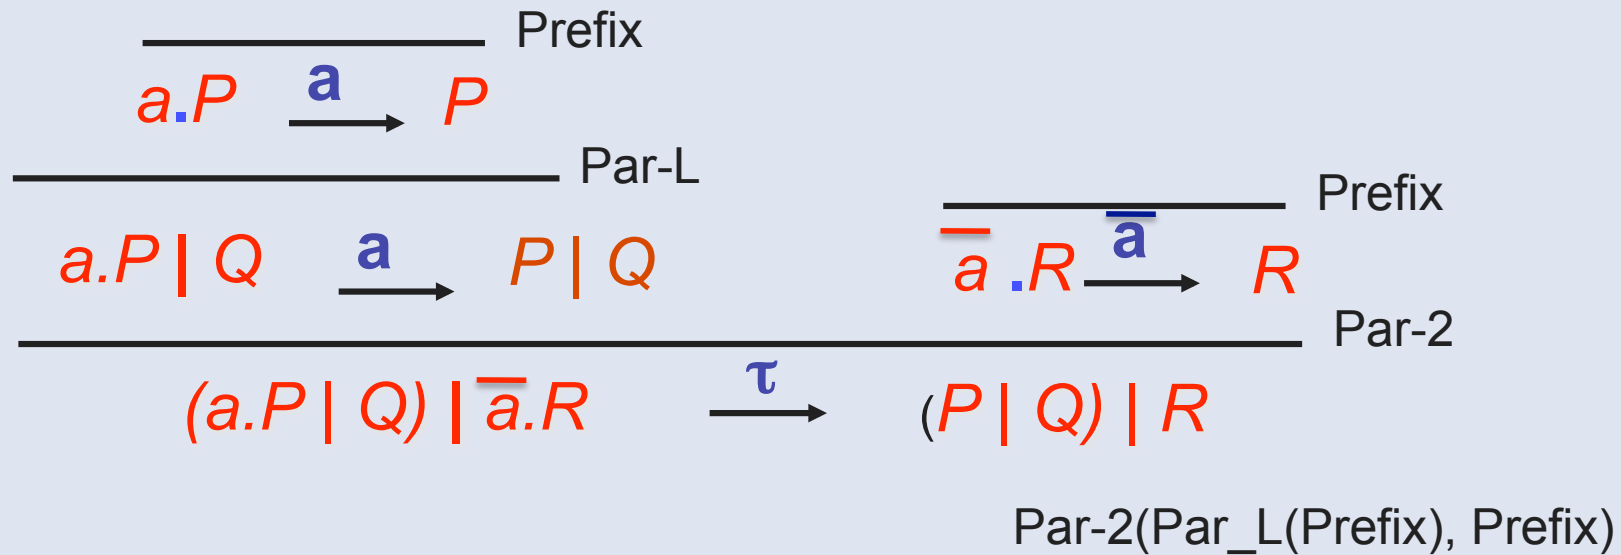 Prefix
a.P a P
Par-L
Prefix
a.P | Q a P | Q
a̅ .R a̅ R
Par-2
(a.P | Q) | a̅.R τ (P | Q) | R
Par-2(Par_L(Prefix), Prefix)